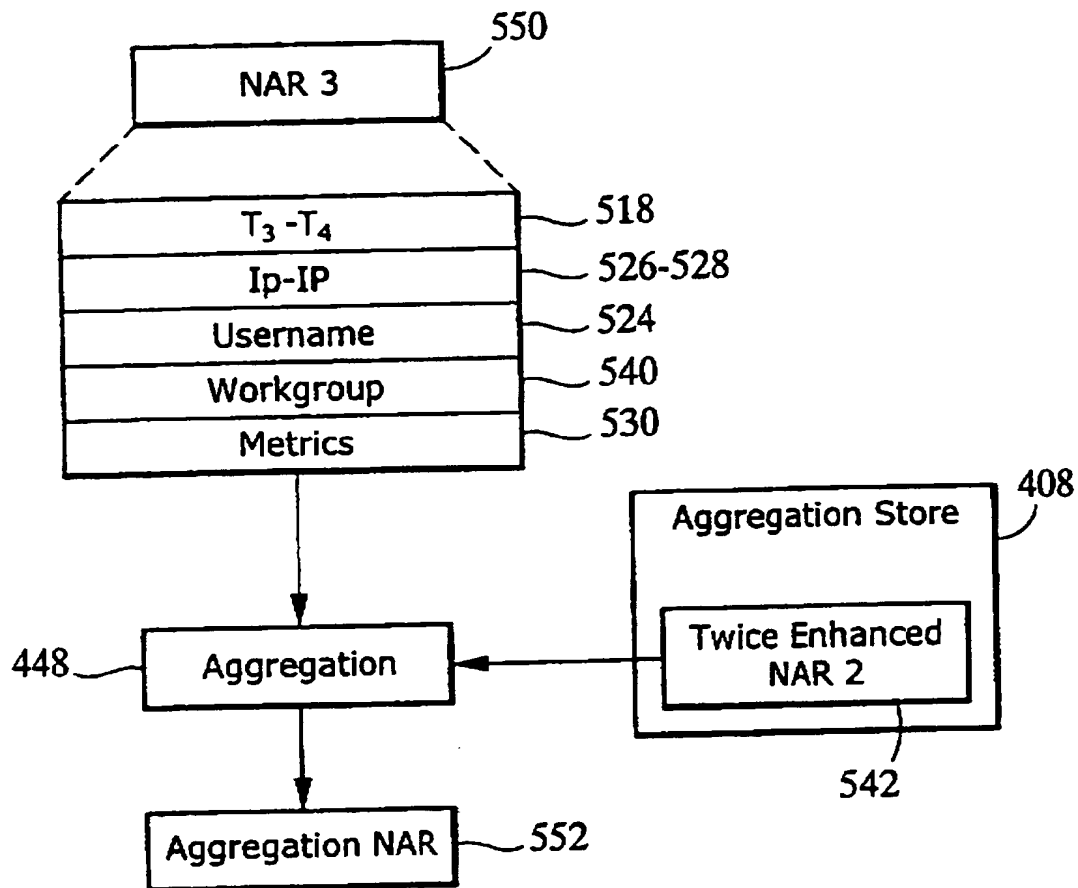 550
NAR 3
T₃ -T₄
518
Ip-IP
526-528
Username
524
Workgroup
540
Metrics
530
408
Aggregation Store
Twice Enhanced
NAR 2
448
Aggregation
542
Aggregation NAR
552